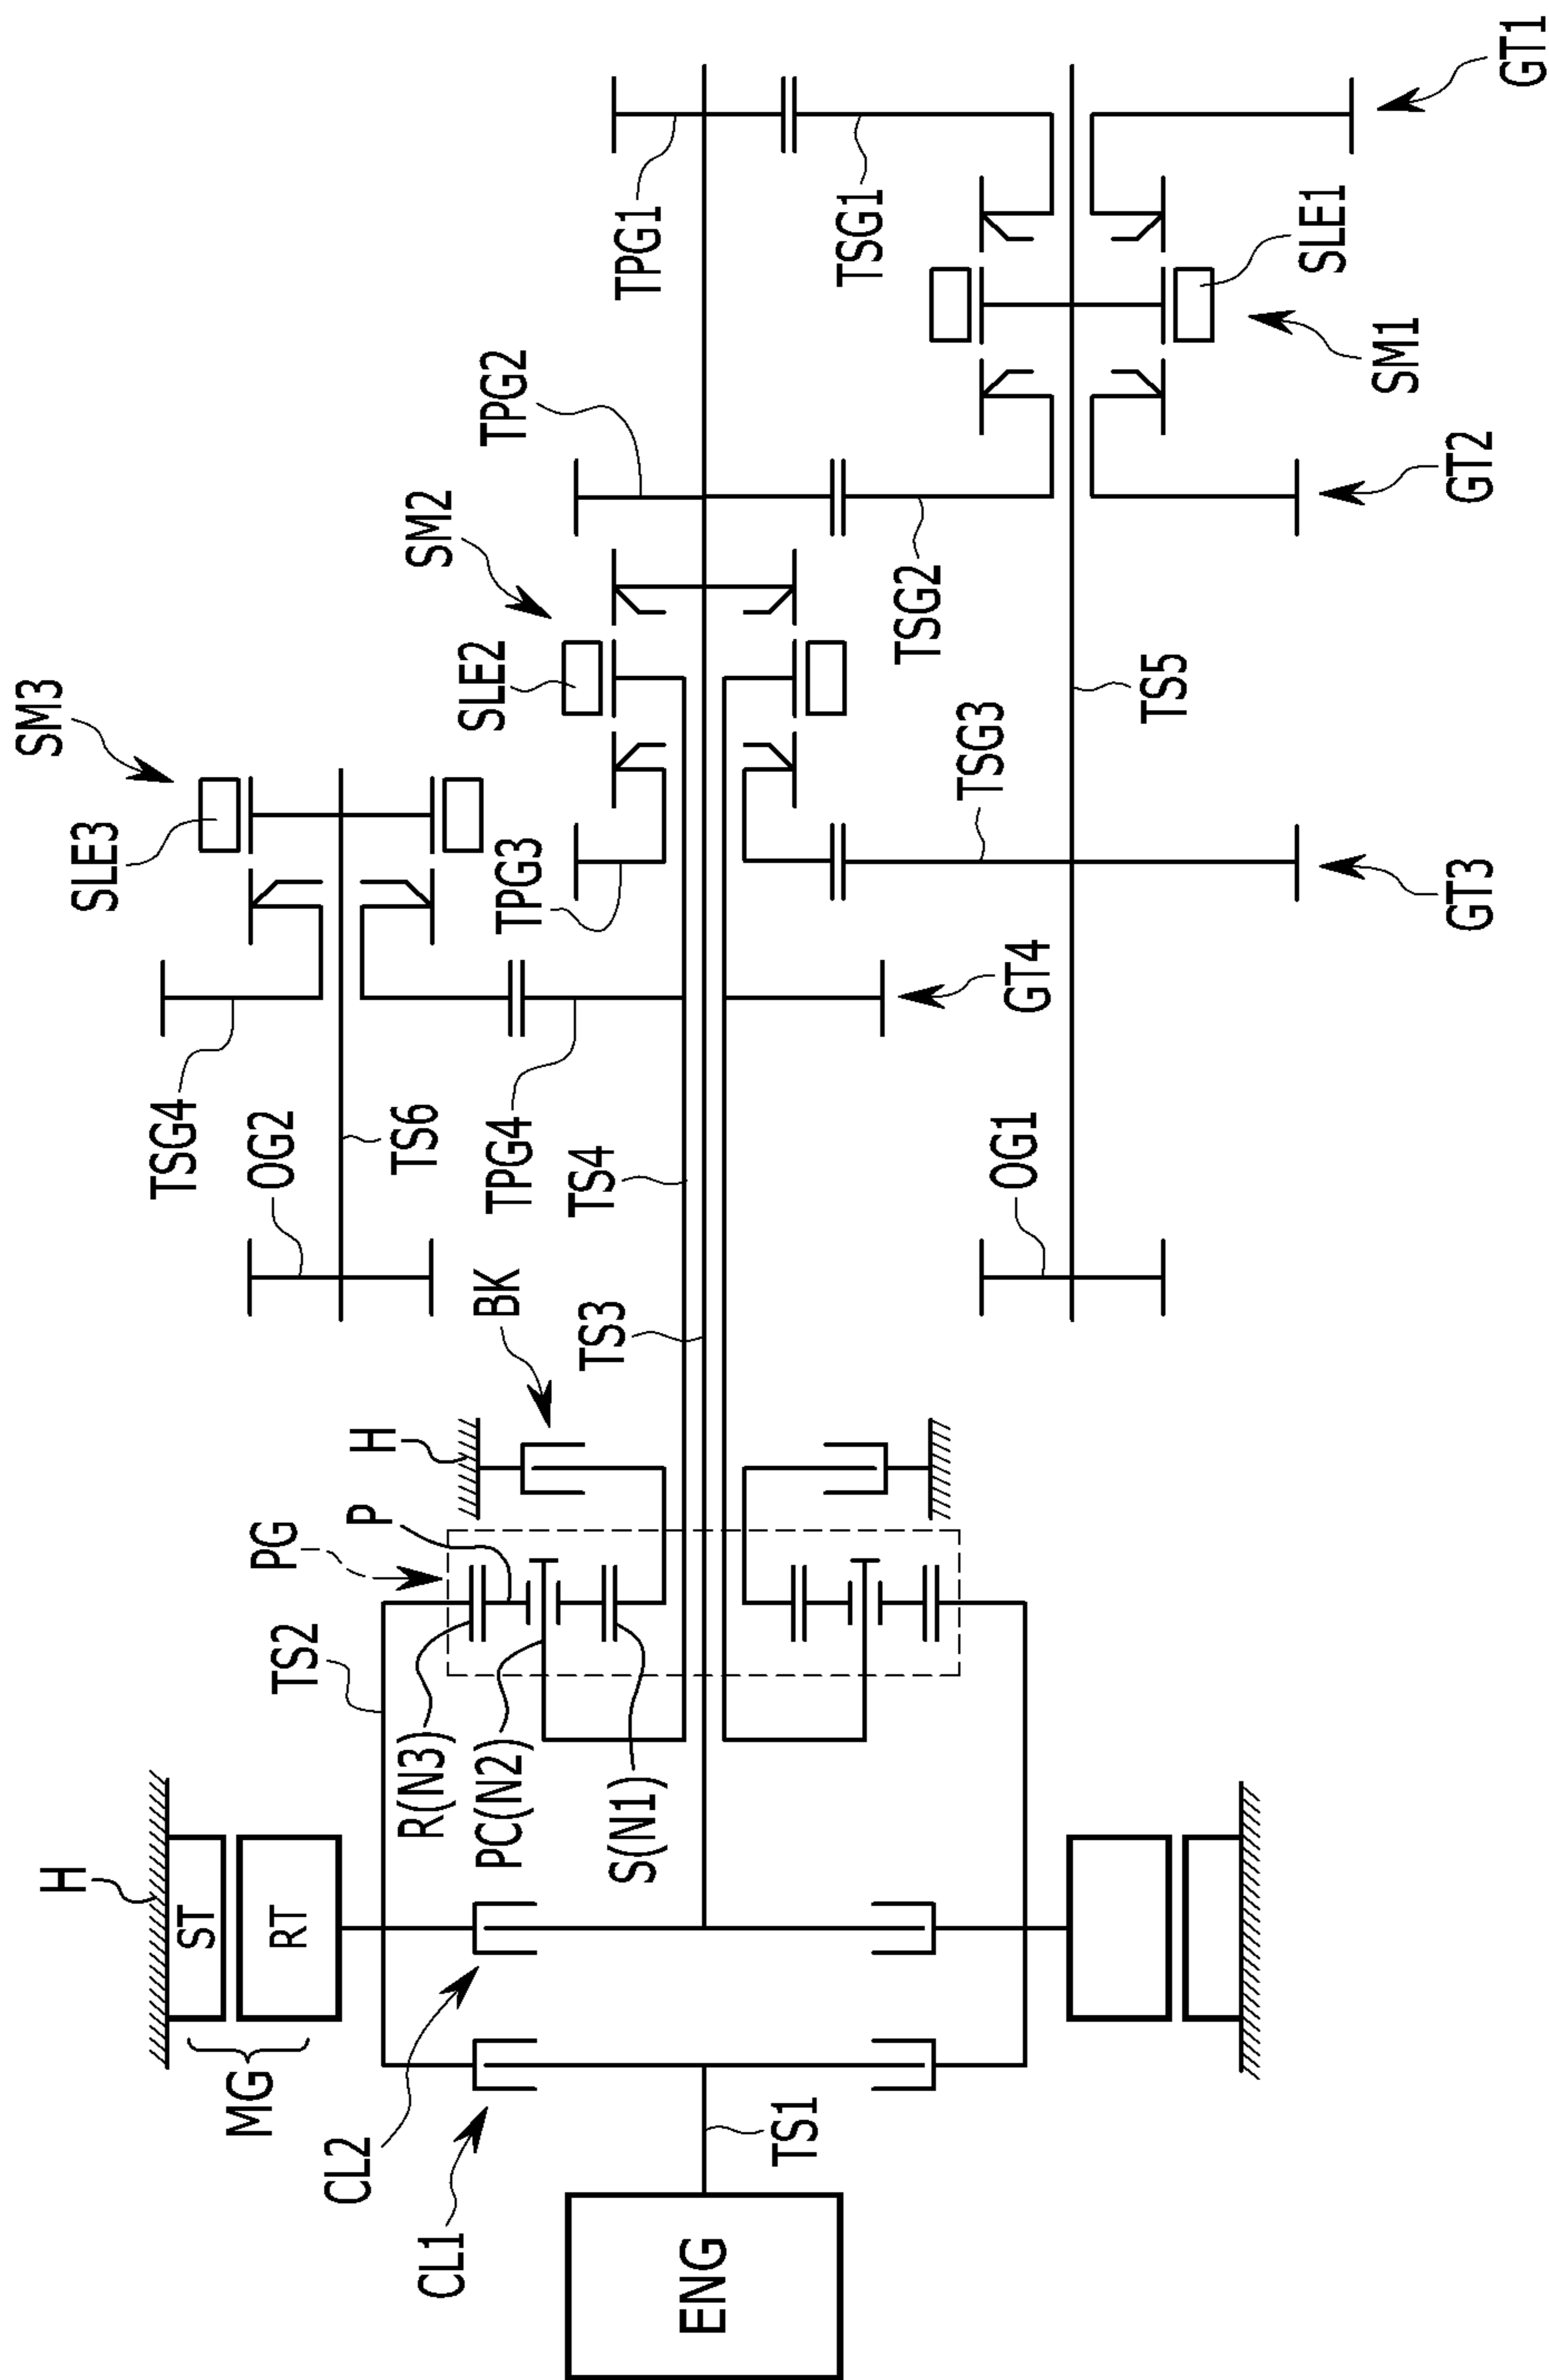 SM3
SLE3
TSG4
OG2
TS6
SM2
SLE2
TPG3
TPG4
TS4
BK
TS3
TPG2
TPG1
TSG1
TSG2
TSG3
SLE1
SM1
GT1
GT2
GT3
GT4
TS5
OG1
H
P
PG
TS2
R(N3)
PC(N2)
S(N1)
H
ST
RT
MG
CL2
CL1
TS1
ENG